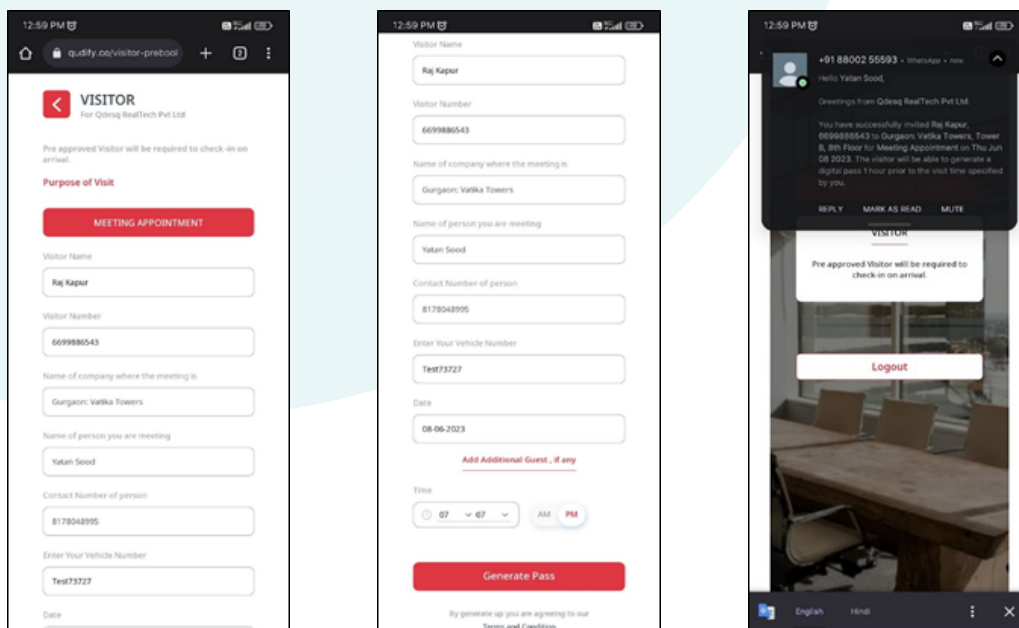 12:59 PM
qudify.co/visitor-prebool
2
VISITOR
For Qdesq RealTech Pvt Ltd
Pre approved Visitor will be required to check -in on
arrival.
Purpose of Visit
MEETING APPOINTMENT
Visitor Name
Raj Kapur
Visitor Number
6699886543
Name of company where the meeting is
Gurgaon: Vatika Towers
Name of person you are meeting
Yatan Sood
Contact Number of person
8178048995
Enter Your Vehicle Number
Test73727
Date
12:59 PM
Visitor Name
Raj Kapur
Visitor Number
6699886543
Name of company where the meeting is
Gurgaon: Vatika Towers
Name of person you are meeting
Yatan Sood
Contact Number of person
8178048995
Enter Your Vehicle Number
Test73727
Date
08-06-2023
Add Additional Guest , if any
Time
07 07 AM PM
Generate Pass
By generate up you are agreeing to our
Terms and Condition
12:59 PM
+91 88002 55593 • WhatsApp • now
Hello Yatan Sood,
Greetings from Qdesq RealTech Pvt Ltd.
You have successfully invited Raj Kapur,
6699886543 to Gurgaon: Vatika Towers, Tower
B, 8th Floor for Meeting Appointment on Thu Jun
08 2023. The visitor will be able to generate a
digital pass 1 hour prior to the visit time specified
by you.
REPLY MARK AS READ MUTE
VISITOR
Pre approved Visitor will be required to
check-in on arrival.
Logout
English Hindi